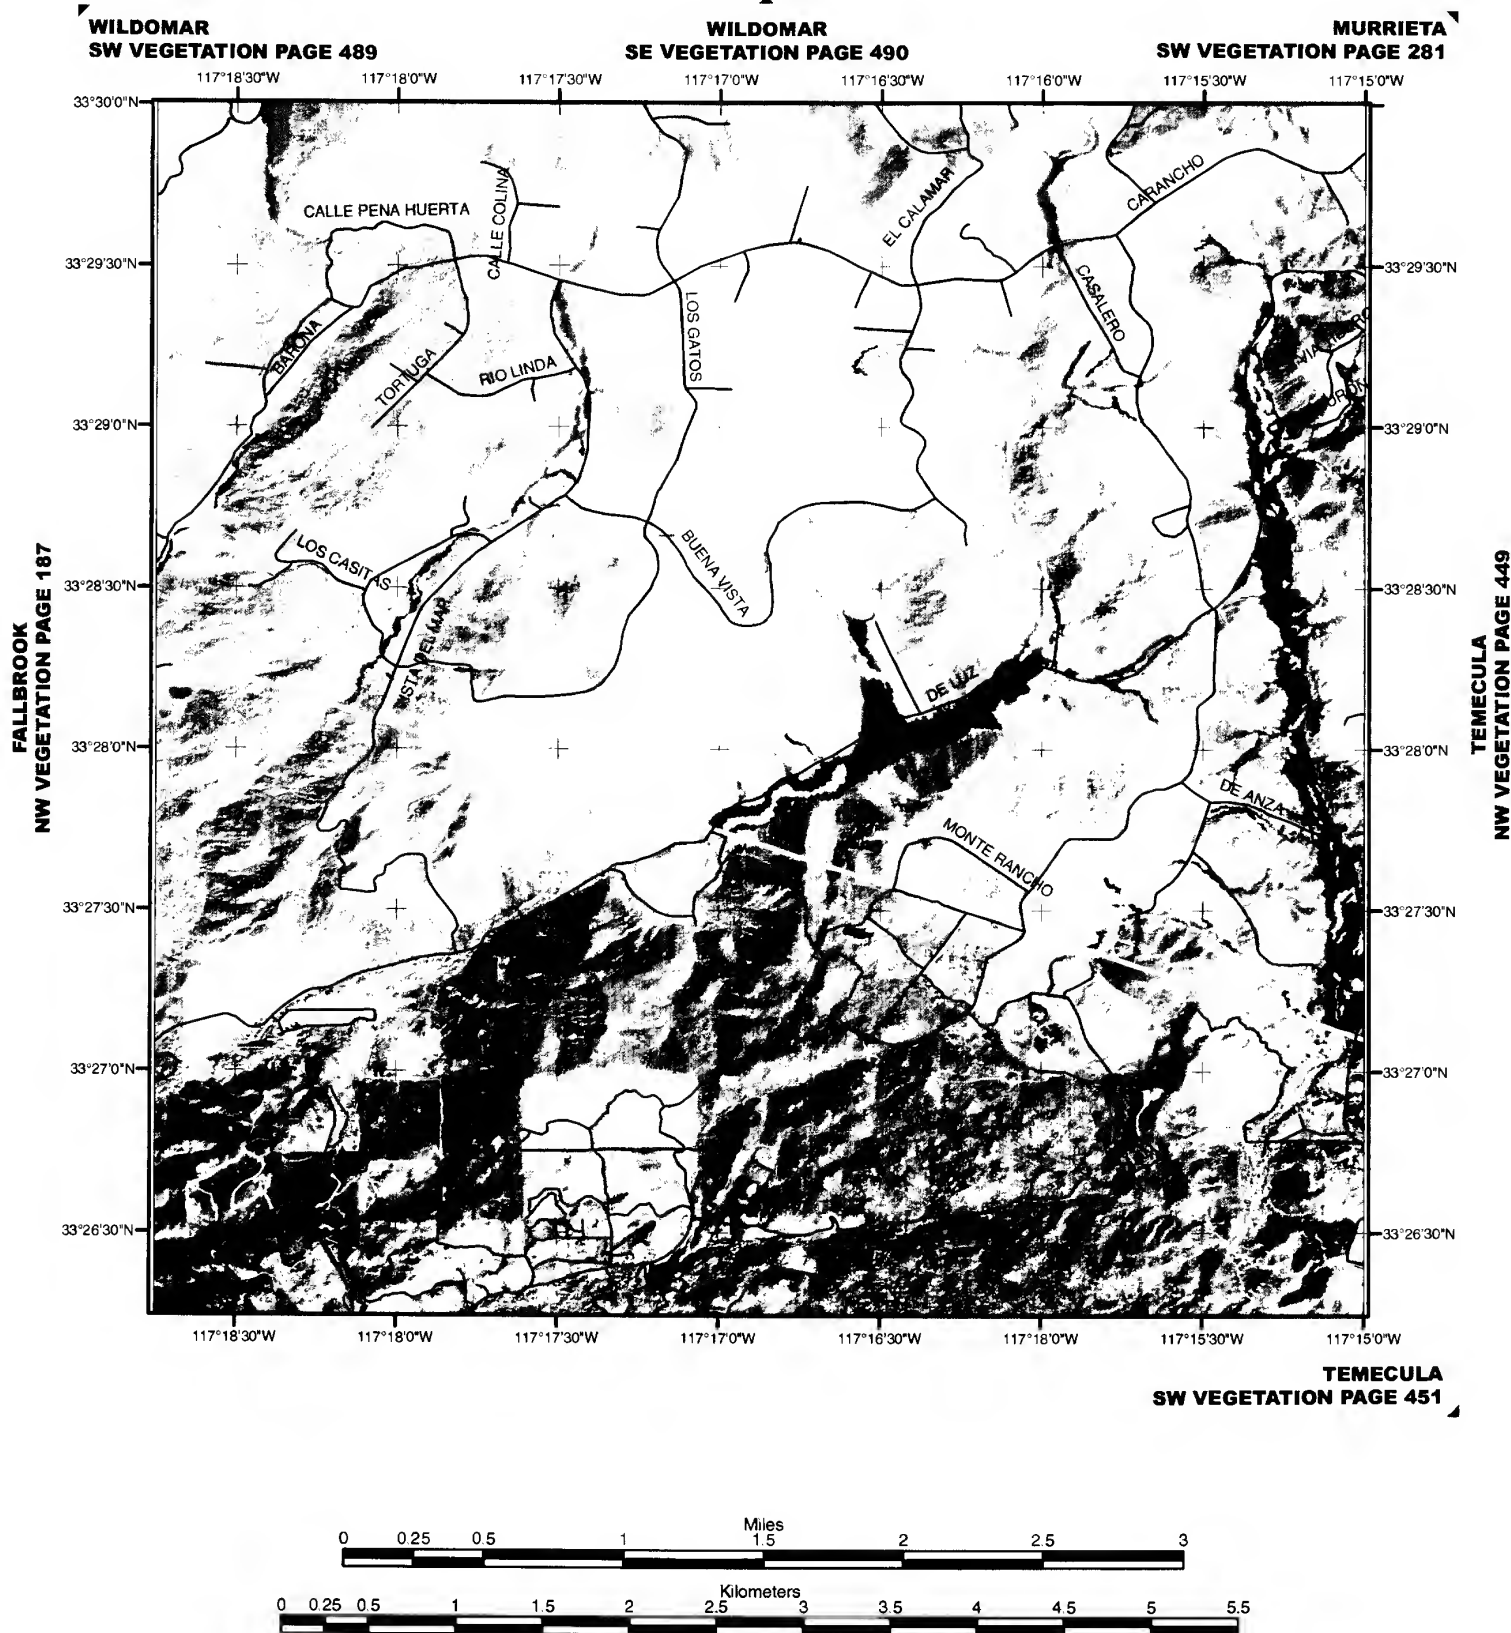 WILDOMAR
SW VEGETATION PAGE 489
WILDOMAR
SE VEGETATION PAGE 490
MURRIETA
SW VEGETATION PAGE 281
117°18'30"W 117°18'0"W 117°17'30"W 117°17'0"W 117°16'30"W 117°16'0"W 117°15'30"W 117°15'0"W
33°30'0"N
CALLE PENA HUERTA
CALLE COLINA
EL CALAMAR
CARANCHO
33°29'30"N
33°29'30"N
BARONA
TORTUGA
RIO LINDA
LOS GATOS
CASALERO
33°29'0"N
33°29'0"N
LOS CASITAS
BUENA VISTA
33°28'30"N
33°28'30"N
VISTA DEL MAR
DE LUZ
FALLBROOK
NW VEGETATION PAGE 187
TEMECULA
NW VEGETATION PAGE 449
33°28'0"N
33°28'0"N
DE ANZA
MONTE RANCHO
33°27'30"N
33°27'30"N
33°27'0"N
33°27'0"N
33°26'30"N
33°26'30"N
117°18'30"W 117°18'0"W 117°17'30"W 117°17'0"W 117°16'30"W 117°18'0"W 117°15'30"W 117°15'0"W
TEMECULA
SW VEGETATION PAGE 451
Miles
0 0.25 0.5 1 1.5 2 2.5 3
Kilometers
0 0.25 0.5 1 1.5 2 2.5 3 3.5 4 4.5 5 5.5